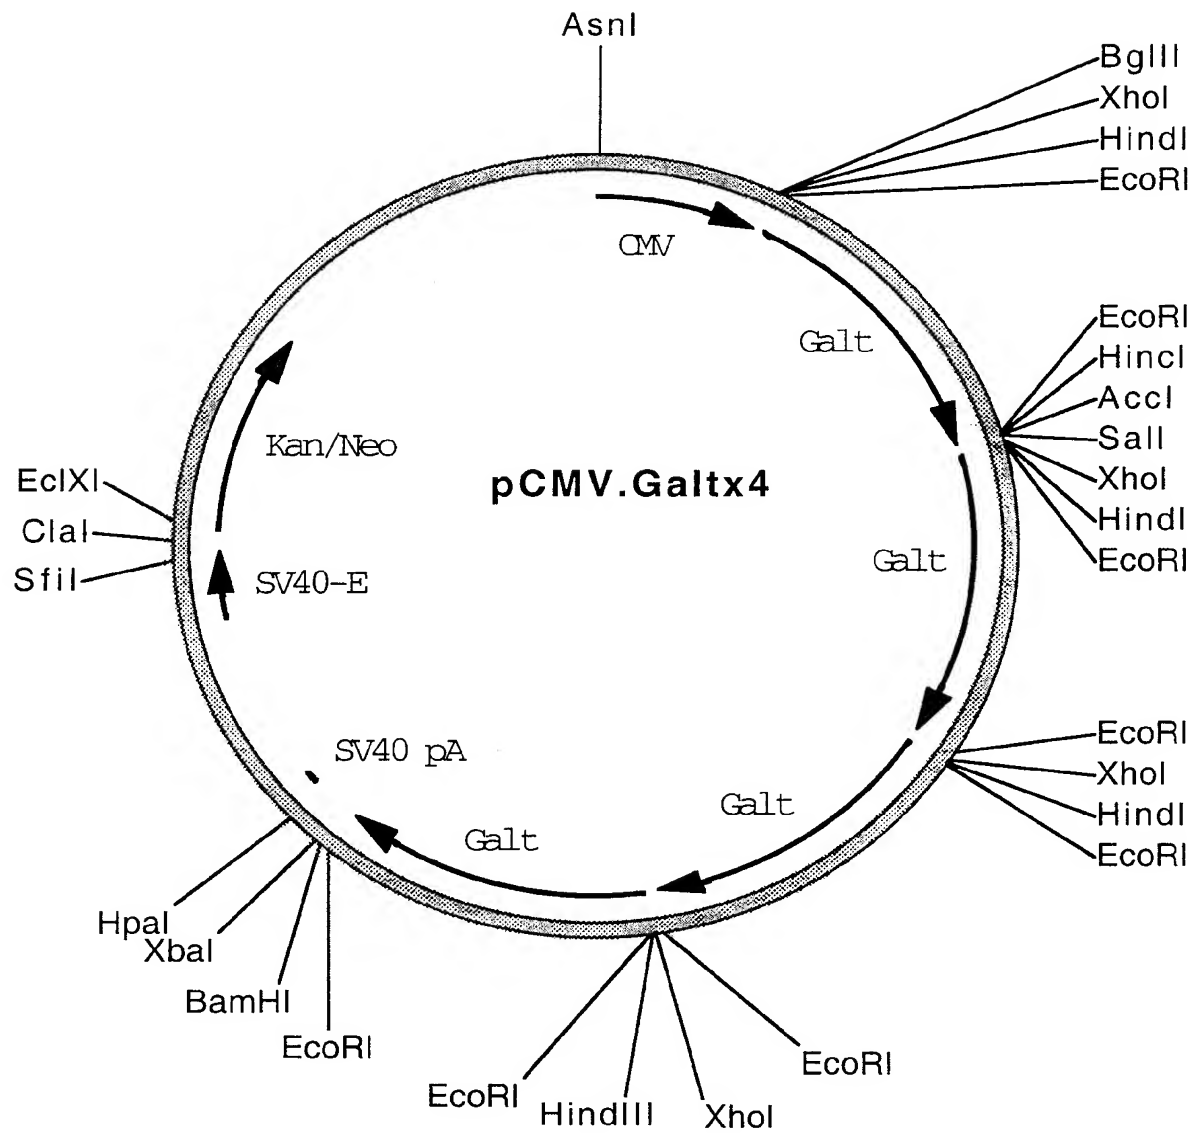 AsnI
BglII
XhoI
HindI
EcoRI
CMV
Galt
EcoRI
HincI
AccI
SalI
XhoI
HindI
EcoRI
Kan/Neo
pCMV.Galtx4
EclXI
ClaI
SfiI
SV40-E
Galt
EcoRI
XhoI
HindI
EcoRI
SV40 pA
Galt
Galt
HpaI
XbaI
BamHI
EcoRI
EcoRI
HindIII
XhoI
EcoRI